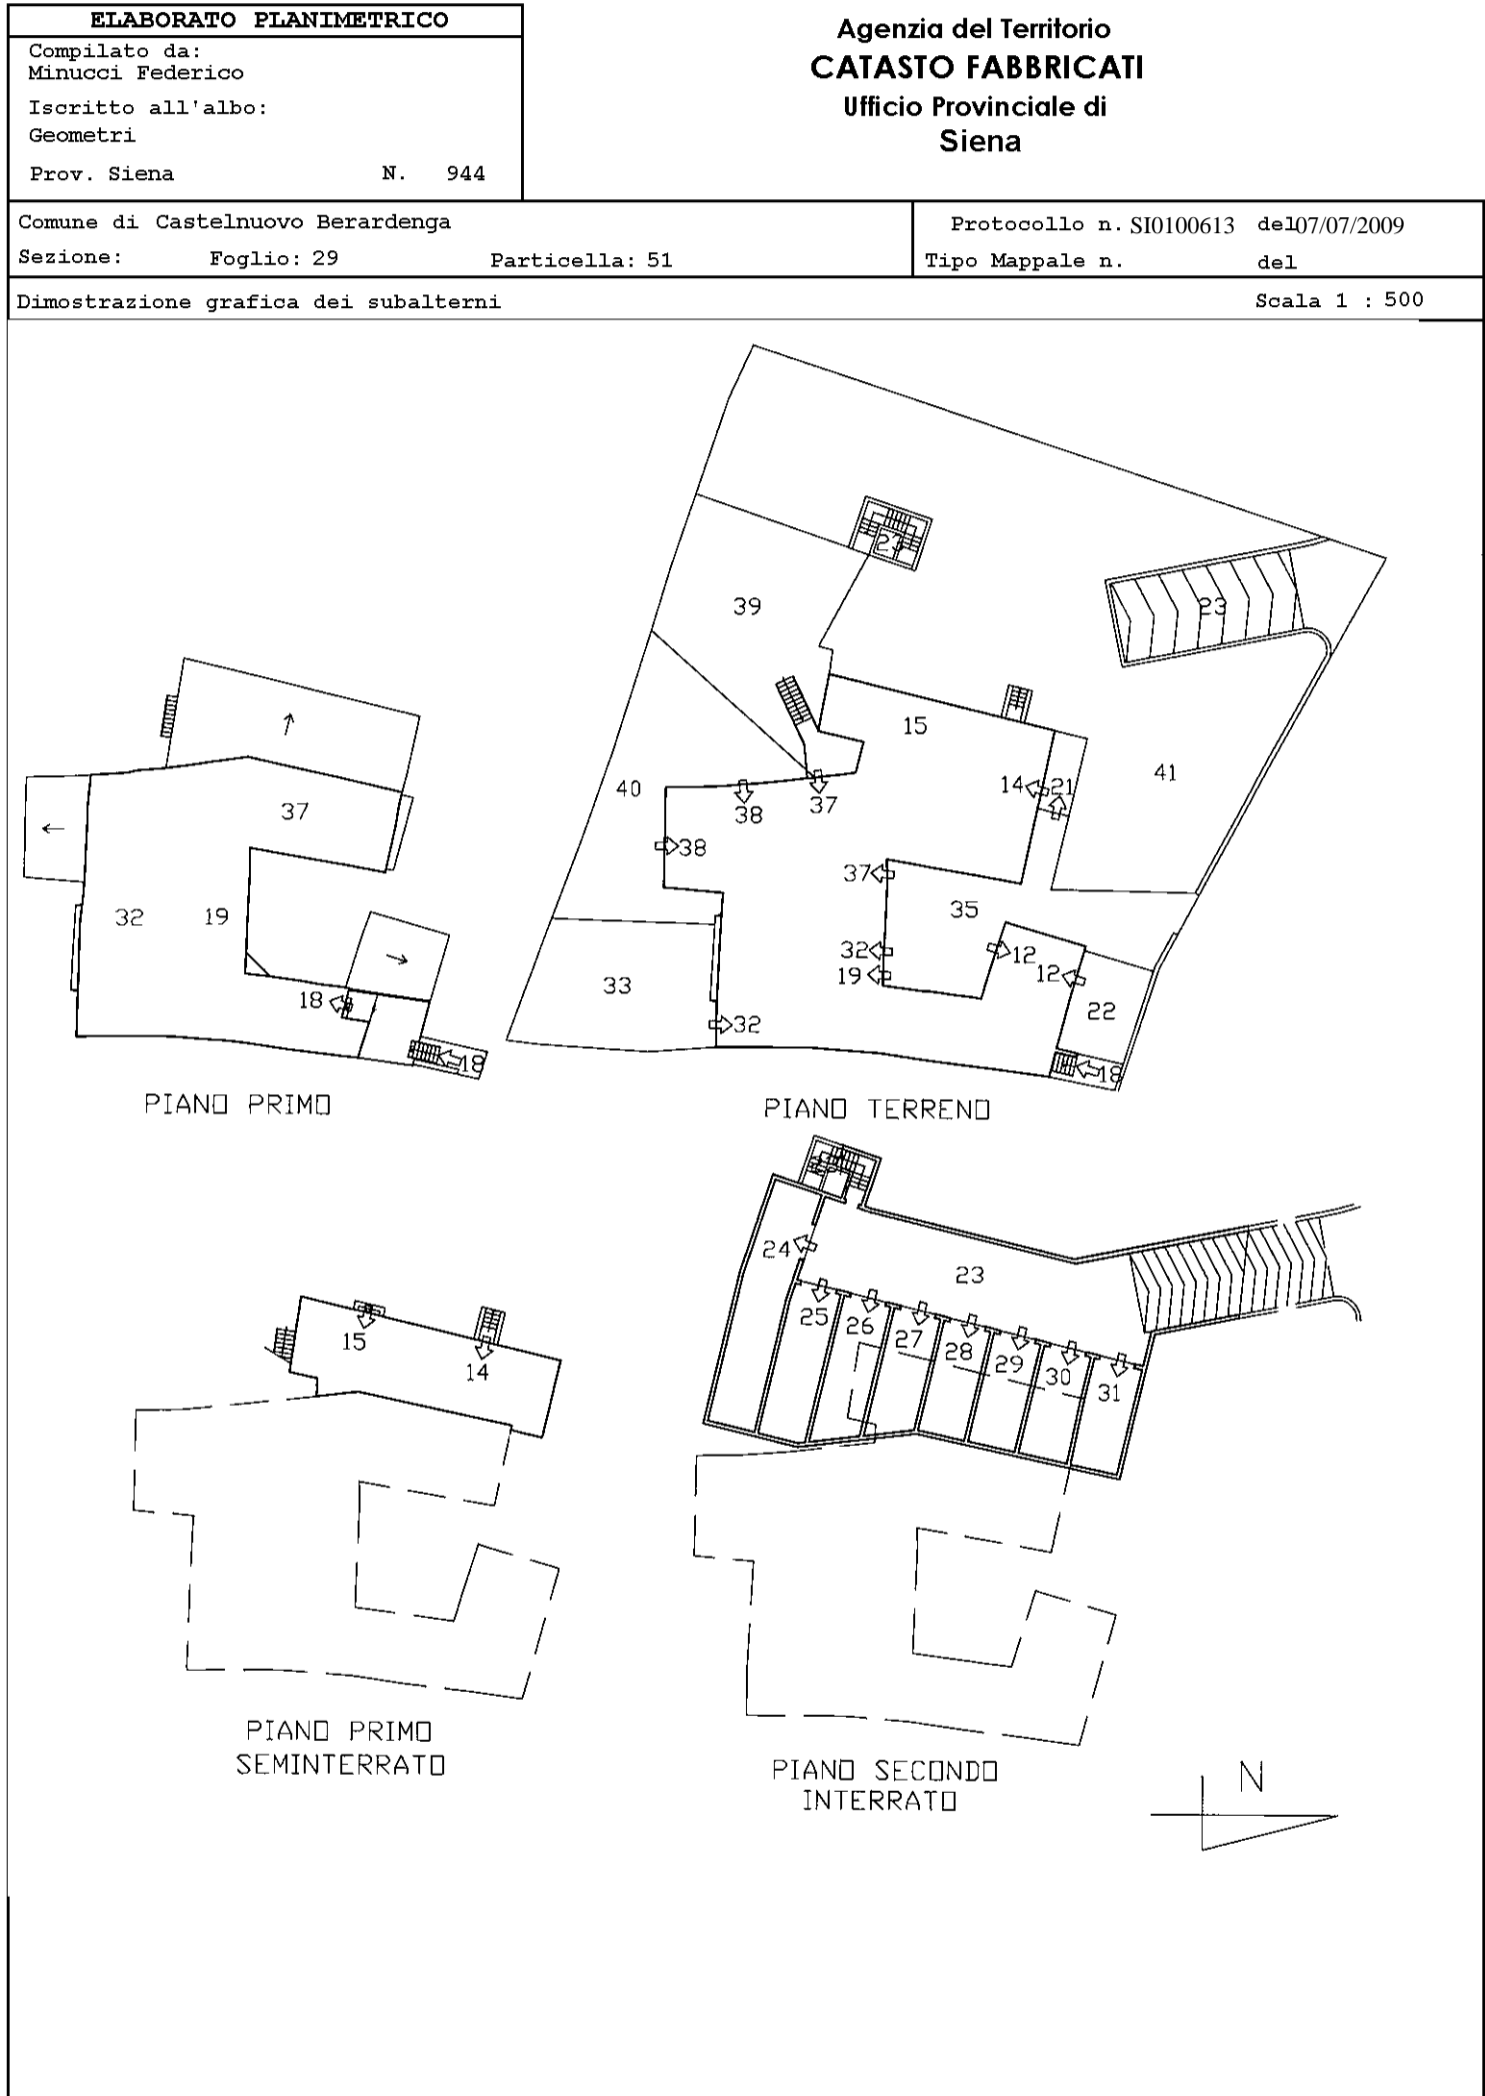 ELABORATO PLANIMETRICO
Compilato da:
Minucci Federico
Iscritto all'albo:
Geometri
Prov. Siena N. 944
Agenzia del Territorio
CATASTO FABBRICATI
Ufficio Provinciale di
Siena
Comune di Castelnuovo Berardenga
Sezione: Foglio: 29 Particella: 51
Protocollo n. SI0100613 del 07/07/2009
Tipo Mappale n. del
Dimostrazione grafica dei subalterni Scala 1 : 500
37
32
19
18
18
PIANO PRIMO
39
23
15
14
21
41
40
38
37
38
37
35
32
19
12
12
33
32
22
18
PIANO TERRENO
15
14
PIANO PRIMO
SEMINTERRATO
24
23
25
26
27
28
29
30
31
PIANO SECONDO
INTERRATO
N